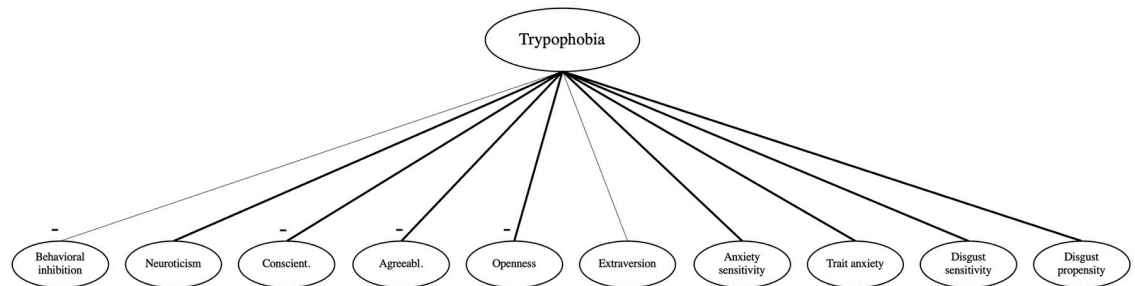 Trypophobia
- - - -
Behavioral
inhibition
Neuroticism
Conscient.
Agreeabl.
Openness
Extraversion
Anxiety
sensitivity
Trait anxiety
Disgust
sensitivity
Disgust
propensity